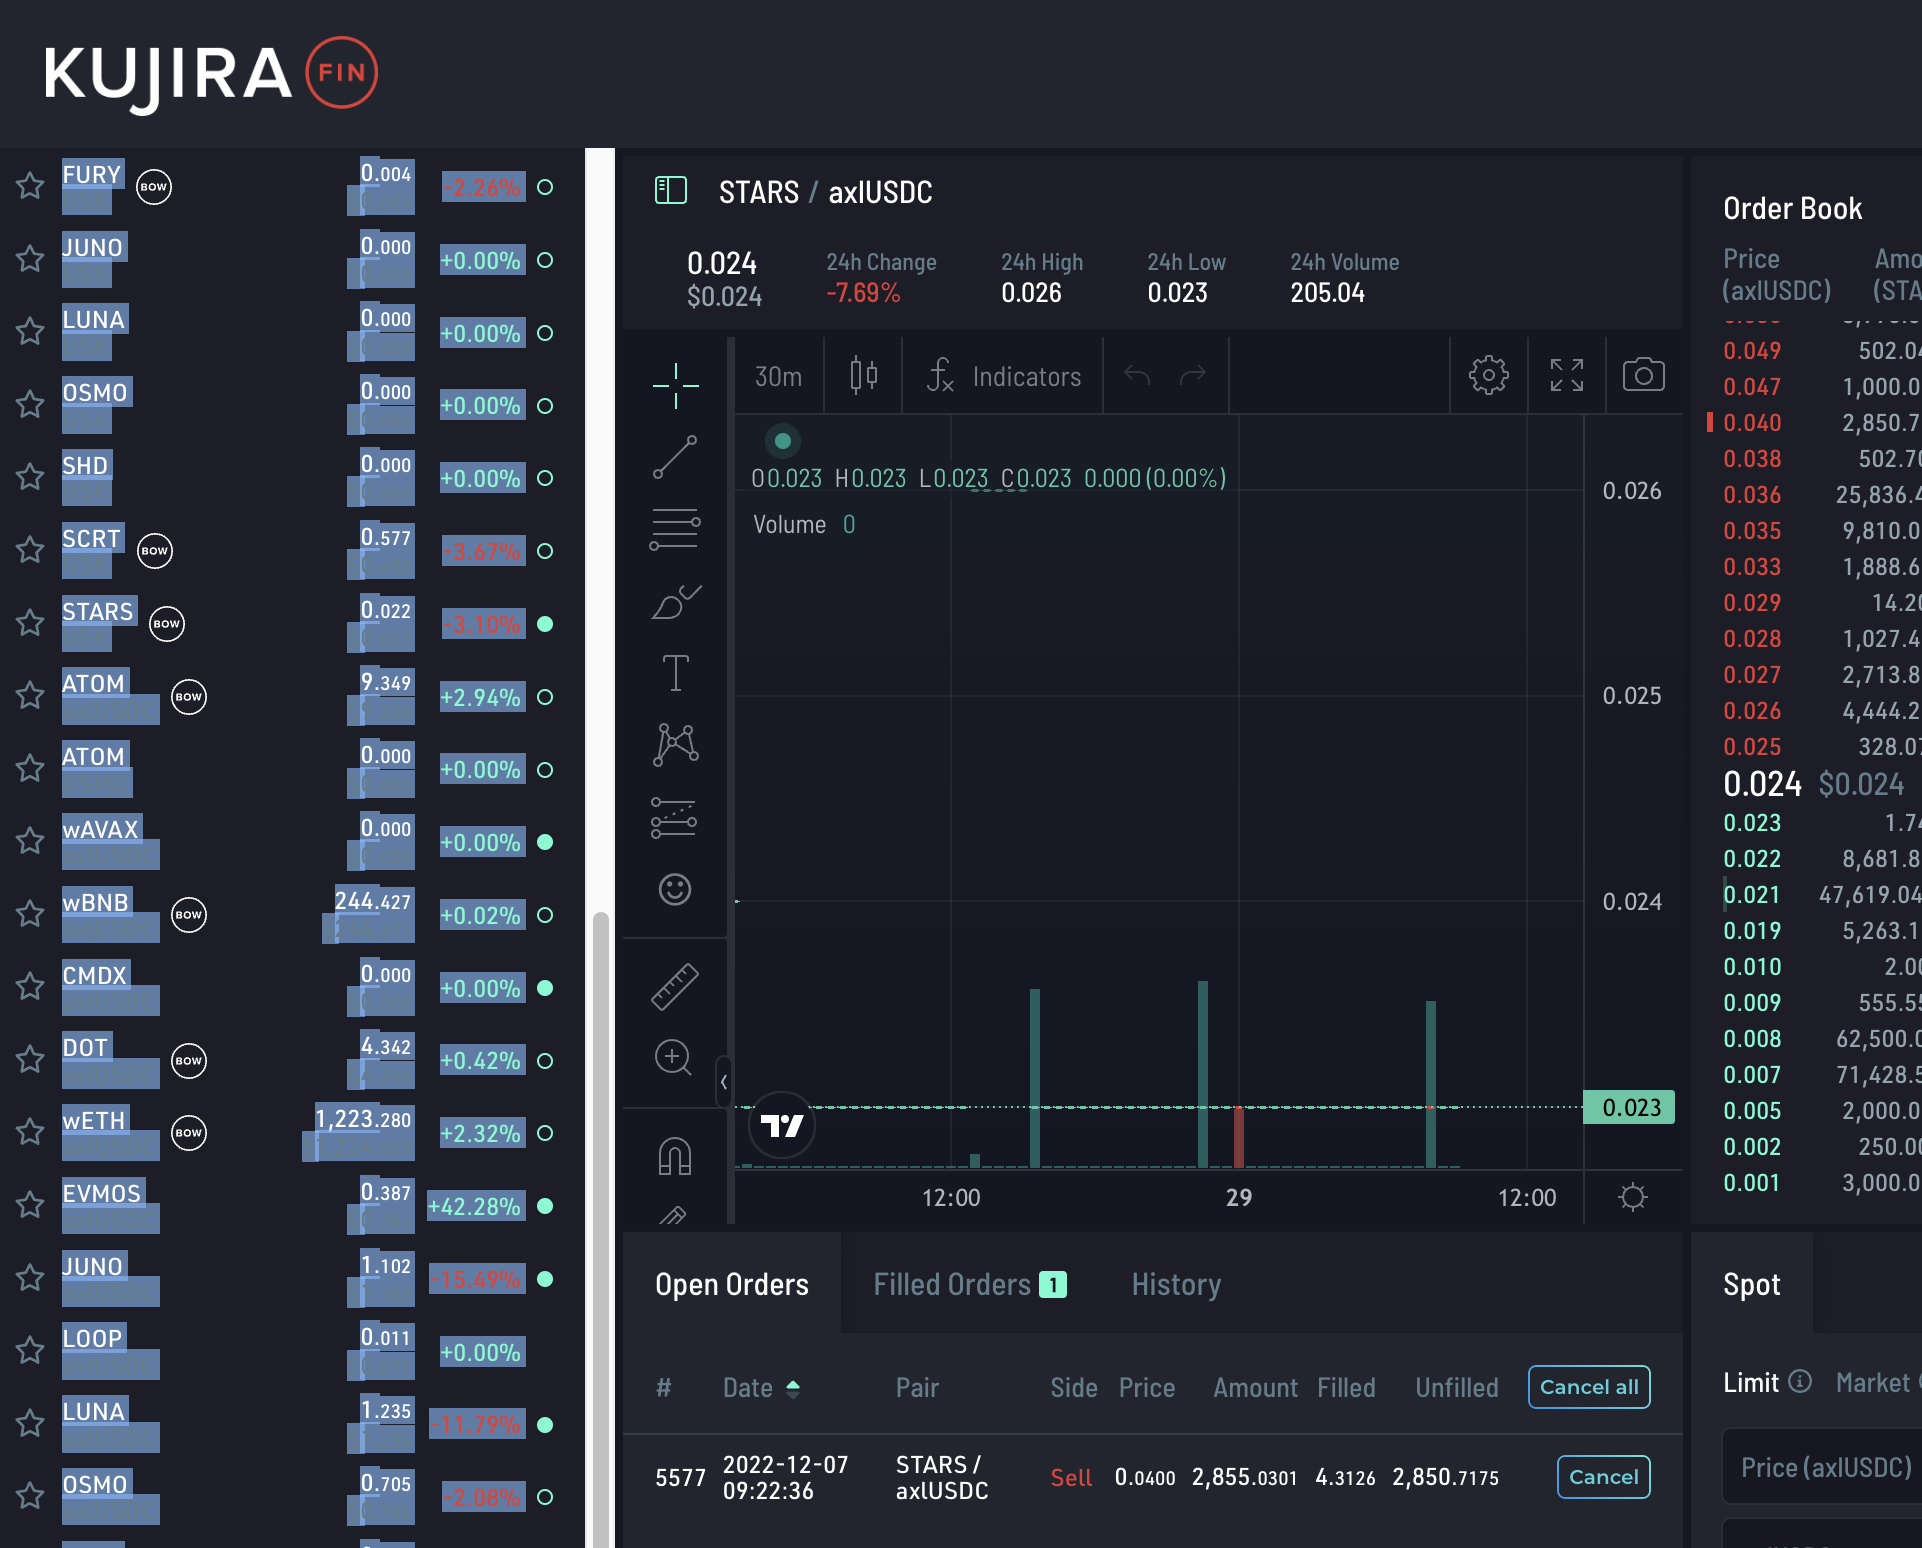 KUJIRA FIN
FURY BOW 0.004 -2.26%
JUNO 0.000 +0.00%
LUNA 0.000 +0.00%
OSMO 0.000 +0.00%
SHD 0.000 +0.00%
SCRT BOW 0.577 -3.67%
STARS BOW 0.022 -3.10%
ATOM BOW 9.349 +2.94%
ATOM 0.000 +0.00%
wAVAX 0.000 +0.00%
wBNB BOW 244.427 +0.02%
CMDX 0.000 +0.00%
DOT BOW 4.342 +0.42%
wETH BOW 1,223.280 +2.32%
EVMOS 0.387 +42.28%
JUNO 1.102 -15.49%
LOOP 0.011 +0.00%
LUNA 1.235 -11.79%
OSMO 0.705 -2.08%
STARS / axlUSDC
0.024 24h Change 24h High 24h Low 24h Volume
$0.024 -7.69% 0.026 0.023 205.04
30m Indicators
O0.023 H0.023 L0.023 C0.023 0.000 (0.00%)
Volume 0
0.026
0.025
0.024
0.023
12:00 29 12:00
Open Orders Filled Orders 1 History
# Date Pair Side Price Amount Filled Unfilled Cancel all
5577 2022-12-07 09:22:36 STARS / axlUSDC Sell 0.0400 2,855.0301 4.3126 2,850.7175 Cancel
Order Book
Price
(axlUSDC)
0.049 502.04
0.047 1,000.0
0.040 2,850.7
0.038 502.70
0.036 25,836.4
0.035 9,810.0
0.033 1,888.6
0.029 14.20
0.028 1,027.4
0.027 2,713.8
0.026 4,444.2
0.025 328.07
0.024 $0.024
0.023 1.74
0.022 8,681.8
0.021 47,619.04
0.019 5,263.1
0.010 2.00
0.009 555.55
0.008 62,500.0
0.007 71,428.5
0.005 2,000.0
0.002 250.00
0.001 3,000.0
Spot
Limit Market
Price (axlUSDC)